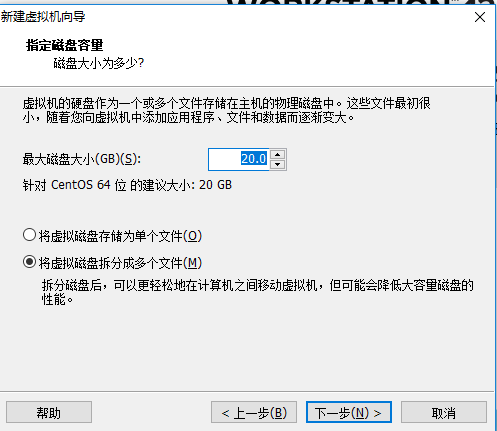 WORKSTATION
新建虚拟机向导
指定磁盘容量
磁盘大小为多少?
虚拟机的硬盘作为一个或多个文件存储在主机的物理磁盘中。这些文件最初很
小，随着您向虚拟机中添加应用程序、文件和数据而逐渐变大。
最大磁盘大小(GB)(S):
20.0
针对 CentOS 64 位 的建议大小: 20 GB
将虚拟磁盘存储为单个文件(O)
将虚拟磁盘拆分成多个文件(M)
拆分磁盘后，可以更轻松地在计算机之间移动虚拟机，但可能会降低大容量磁盘的
性能。
帮助
< 上一步(B)
下一步(N) >
取消